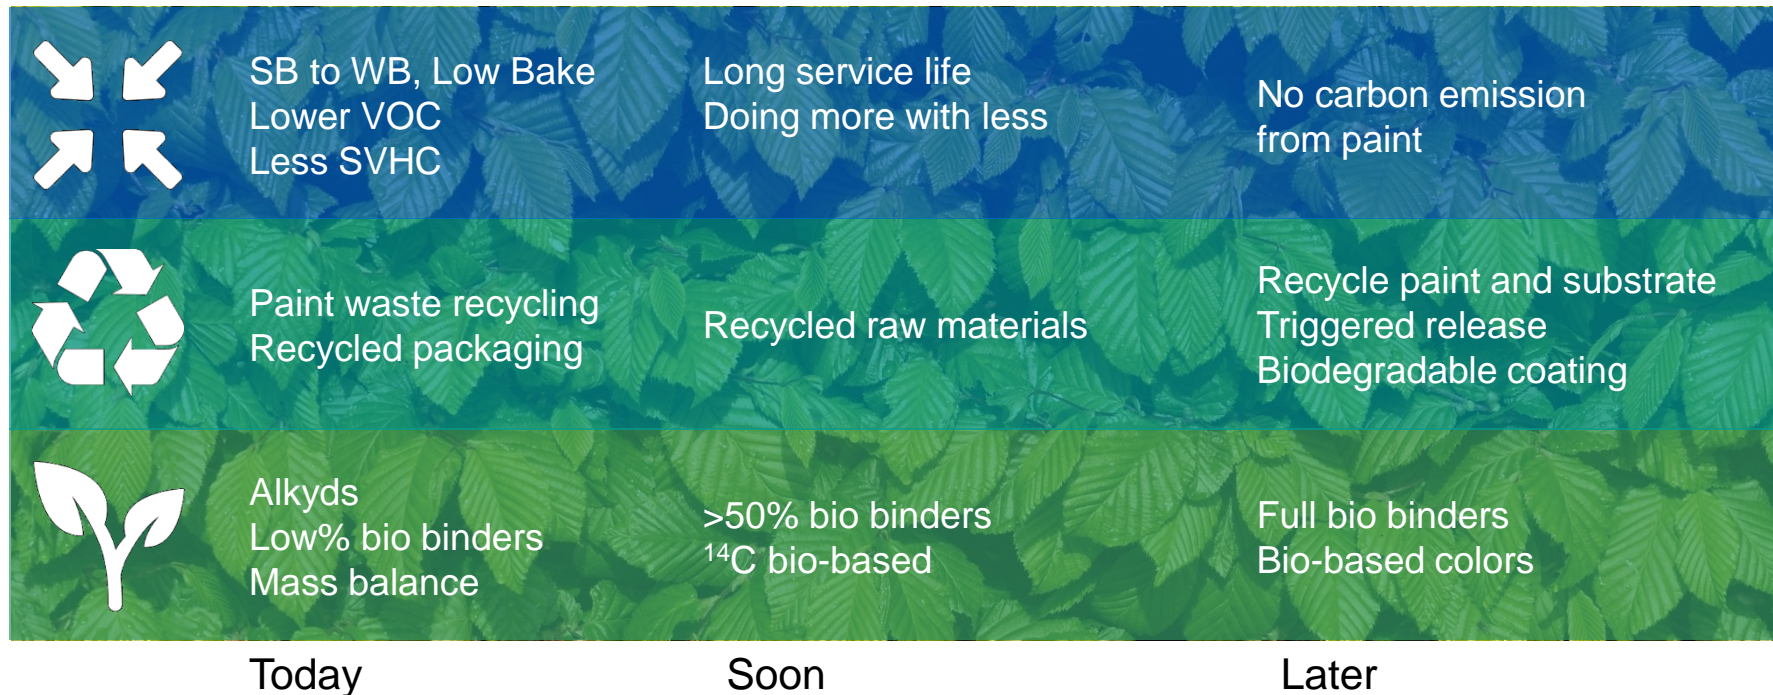 SB to WB, Low Bake
Lower VOC
Less SVHC
Long service life
Doing more with less
No carbon emission
from paint
Paint waste recycling
Recycled packaging
Recycled raw materials
Recycle paint and substrate
Triggered release
Biodegradable coating
Alkyds
Low% bio binders
Mass balance
>50% bio binders
¹⁴C bio-based
Full bio binders
Bio-based colors
Today
Soon
Later